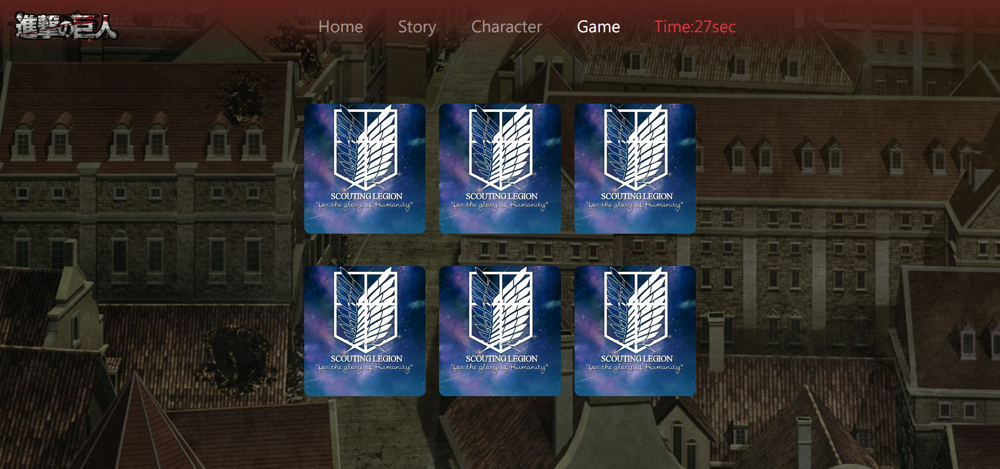 進撃の巨人
Home
Story
Character
Game
Time:27sec
SCOUTING LEGION
"for the glory of Humanity"
SCOUTING LEGION
"for the glory of Humanity"
SCOUTING LEGION
"for the glory of Humanity"
SCOUTING LEGION
"for the glory of Humanity"
SCOUTING LEGION
"for the glory of Humanity"
SCOUTING LEGION
"for the glory of Humanity"